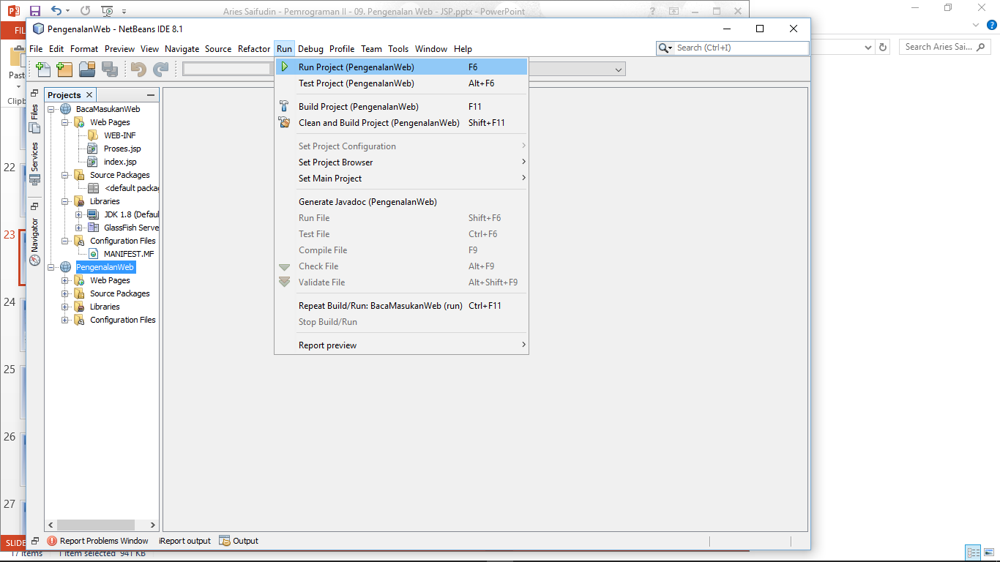 Aries Saifudin - Pemrograman II - 09. Pengenalan Web - JSP.pptx - PowerPoint
PengenalanWeb - NetBeans IDE 8.1
File Edit Format Preview View Navigate Source Refactor Run Debug Profile Team Tools Window Help
Search (Ctrl+I)
Search Aries Sai...
Projects
Files
Services
Navigator
BacaMasukanWeb
Web Pages
WEB-INF
Proses.jsp
index.jsp
Source Packages
<default packag
Libraries
JDK 1.8 (Defaul
GlassFish Serve
Configuration Files
MANIFEST.MF
PengenalanWeb
Web Pages
Source Packages
Libraries
Configuration Files
Run Project (PengenalanWeb) F6
Test Project (PengenalanWeb) Alt+F6
Build Project (PengenalanWeb) F11
Clean and Build Project (PengenalanWeb) Shift+F11
Set Project Configuration
Set Project Browser
Set Main Project
Generate Javadoc (PengenalanWeb)
Run File Shift+F6
Test File Ctrl+F6
Compile File F9
Check File Alt+F9
Validate File Alt+Shift+F9
Repeat Build/Run: BacaMasukanWeb (run) Ctrl+F11
Stop Build/Run
Report preview
FIL
Past
Clipb
22
23
24
25
26
27
SLIDE
Report Problems Window iReport output Output
17 items 1 item selected 941 KB